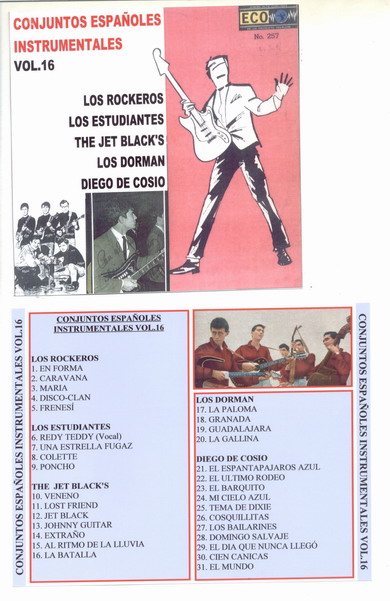 CONJUNTOS ESPAÑOLES
INSTRUMENTALES
VOL.16
ECO
No. 257
LOS ROCKEROS
LOS ESTUDIANTES
THE JET BLACK'S
LOS DORMAN
DIEGO DE COSIO
CONJUNTOS ESPAÑOLES INSTRUMENTALES VOL.16
CONJUNTOS ESPAÑOLES
INSTRUMENTALES VOL.16
LOS ROCKEROS
1. EN FORMA
2. CARAVANA
3. MARIA
4. DISCO-CLAN
5. FRENESÍ
LOS ESTUDIANTES
6. REDY TEDDY (Vocal)
7. UNA ESTRELLA FUGAZ
8. COLETTE
9. PONCHO
THE JET BLACK'S
10. VENENO
11. LOST FRIEND
12. JET BLACK
13. JOHNNY GUITAR
14. EXTRAÑO
15. AL RITMO DE LA LLUVIA
16. LA BATALLA
LOS DORMAN
17. LA PALOMA
18. GRANADA
19. GUADALAJARA
20. LA GALLINA
DIEGO DE COSIO
21. EL ESPANTAPAJAROS AZUL
22. EL ULTIMO RODEO
23. EL BARQUITO
24. MI CIELO AZUL
25. TEMA DE DIXIE
26. COSQUILLITAS
27. LOS BAILARINES
28. DOMINGO SALVAJE
29. EL DIA QUE NUNCA LLEGÓ
30. CIEN CANICAS
31. EL MUNDO
CONJUNTOS ESPAÑOLES INSTRUMENTALES VOL.16